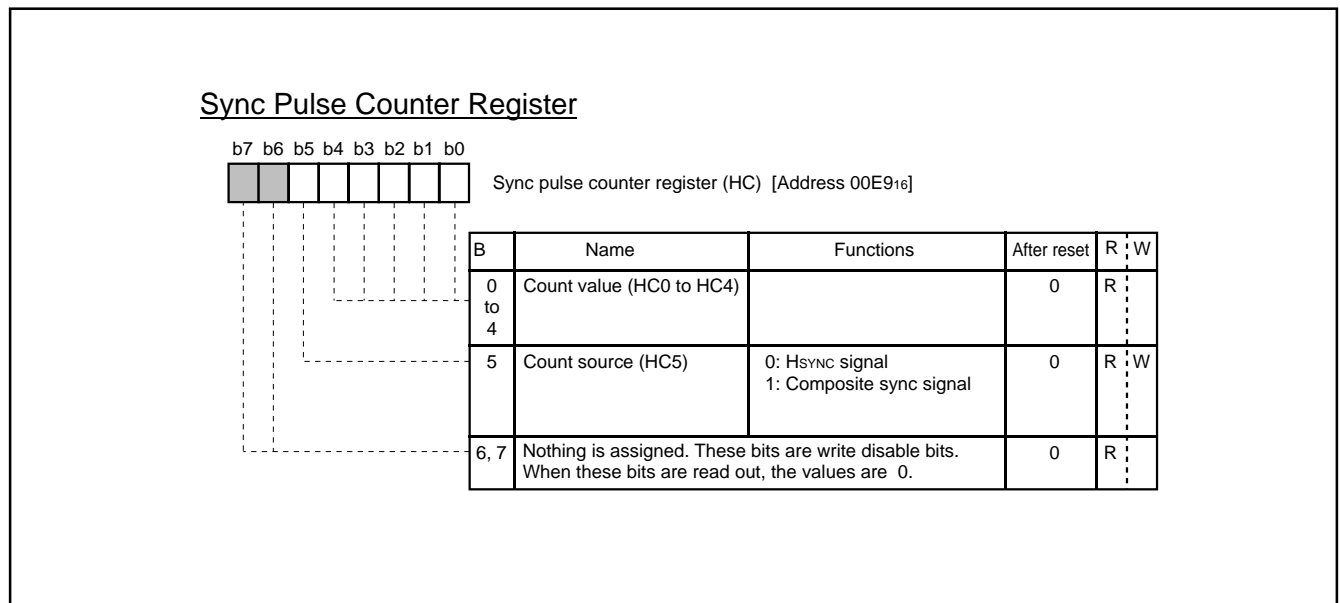 Sync Pulse Counter Register
b7 b6 b5 b4 b3 b2 b1 b0
Sync pulse counter register (HC) [Address 00E916]
B Name Functions After reset R W
0 to 4 Count value (HC0 to HC4) 0 R
5 Count source (HC5) 0: HSYNC signal 0 R W
1: Composite sync signal
6, 7 Nothing is assigned. These bits are write disable bits. 0 R
When these bits are read out, the values are 0.